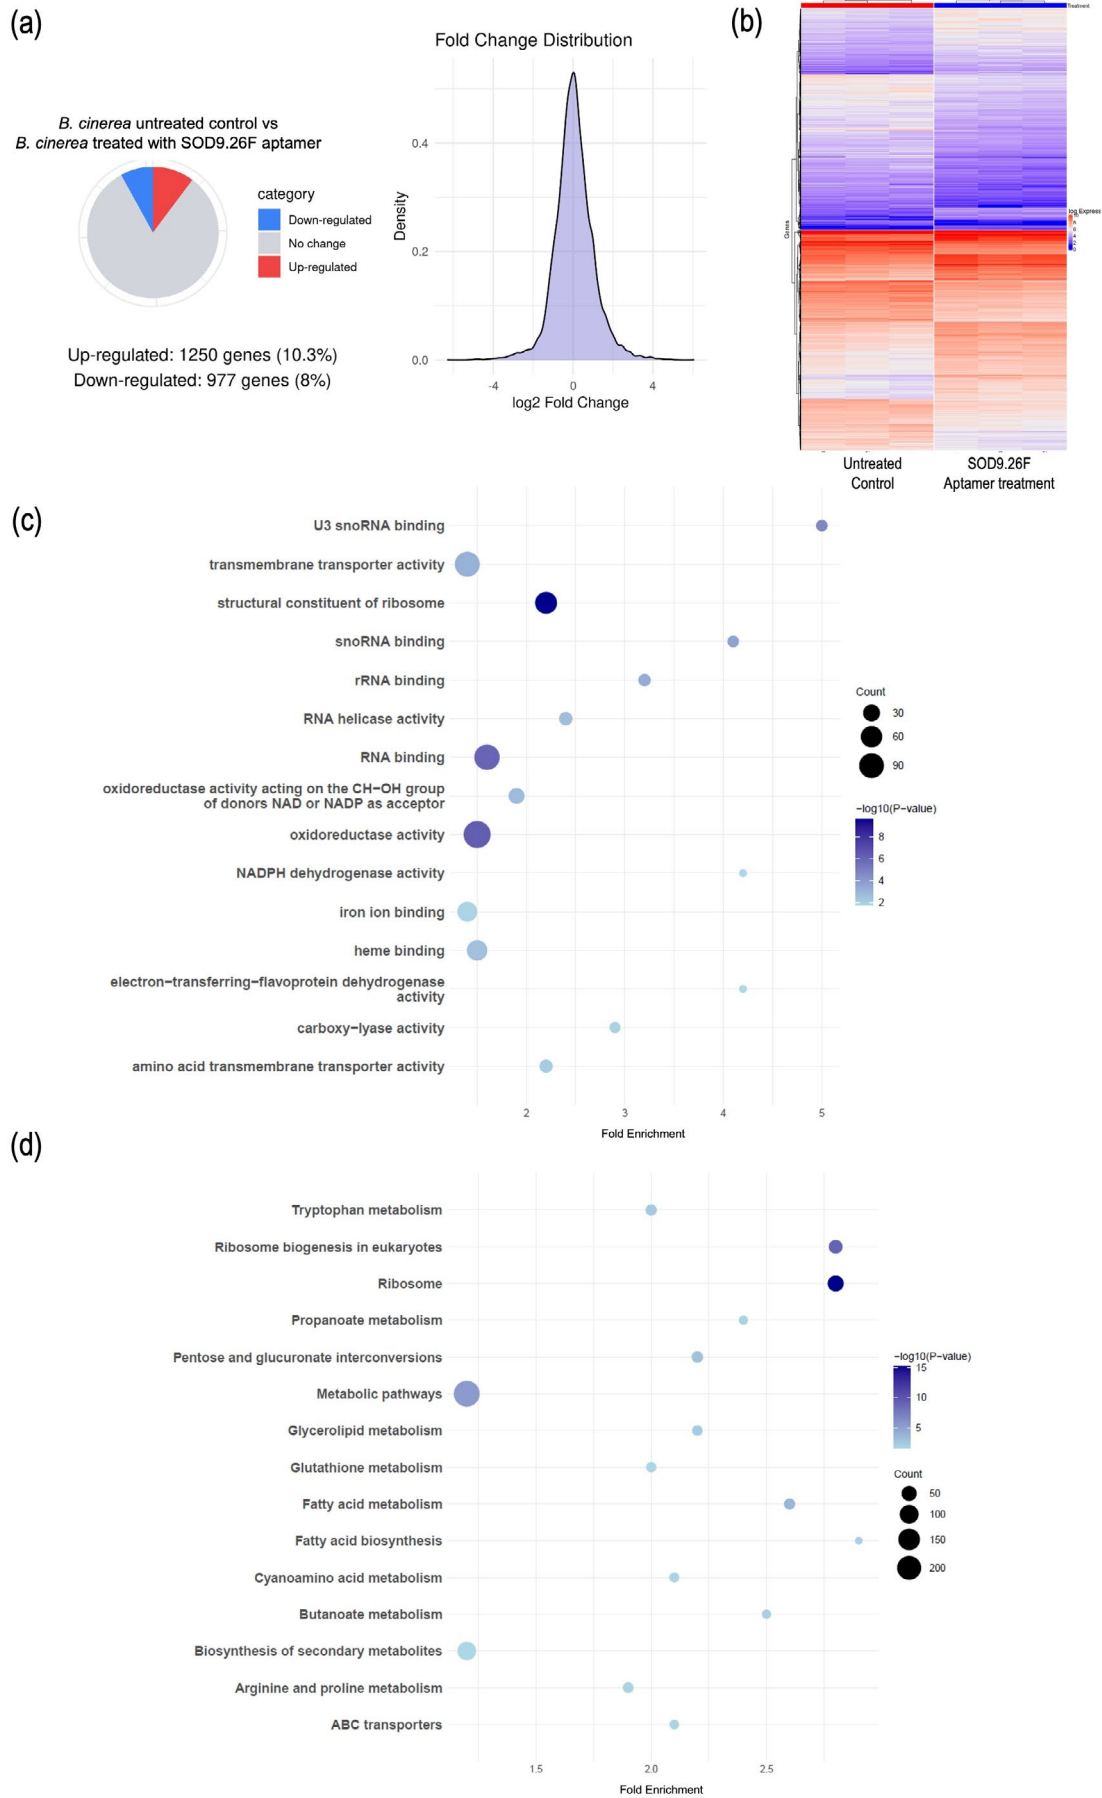 (a)
B. cinerea untreated control vs
B. cinerea treated with SOD9.26F aptamer
category
Down-regulated
No change
Up-regulated
Up-regulated: 1250 genes (10.3%)
Down-regulated: 977 genes (8%)
Fold Change Distribution
Density
0.4
0.2
0.0
-4
0
4
log2 Fold Change
(b)
Treatment
Genes
log Express
8
6
4
2
0
Untreated
Control
SOD9.26F
Aptamer treatment
(c)
U3 snoRNA binding
transmembrane transporter activity
structural constituent of ribosome
snoRNA binding
rRNA binding
RNA helicase activity
RNA binding
oxidoreductase activity acting on the CH−OH group
of donors NAD or NADP as acceptor
oxidoreductase activity
NADPH dehydrogenase activity
iron ion binding
heme binding
electron−transferring−flavoprotein dehydrogenase
activity
carboxy−lyase activity
amino acid transmembrane transporter activity
2
3
4
5
Fold Enrichment
Count
30
60
90
−log10(P−value)
8
6
4
2
(d)
Tryptophan metabolism
Ribosome biogenesis in eukaryotes
Ribosome
Propanoate metabolism
Pentose and glucuronate interconversions
Metabolic pathways
Glycerolipid metabolism
Glutathione metabolism
Fatty acid metabolism
Fatty acid biosynthesis
Cyanoamino acid metabolism
Butanoate metabolism
Biosynthesis of secondary metabolites
Arginine and proline metabolism
ABC transporters
1.5
2.0
2.5
Fold Enrichment
−log10(P−value)
15
10
5
Count
50
100
150
200